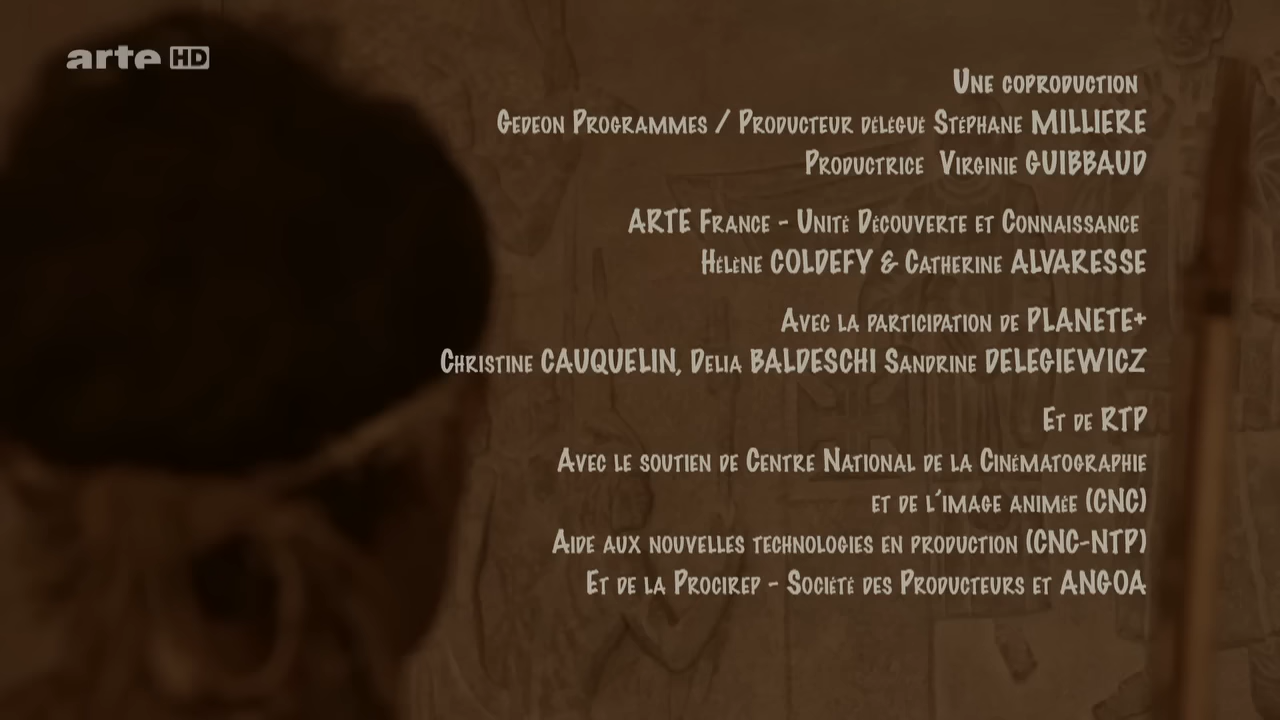 arte HD
Une coproduction
Gedeon Programmes / Producteur délégué Stéphane MILLIERE
Productrice Virginie GUIBBAUD
ARTE France - Unité Découverte et Connaissance
Hélène COLDEFY & Catherine ALVARESSE
Avec la participation de PLANETE+
Christine CAUQUELIN, Delia BALDESCHI Sandrine DELEGIEWICZ
Et de RTP
Avec le soutien de Centre National de la Cinématographie
et de l'image animée (CNC)
Aide aux nouvelles technologies en production (CNC-NTP)
Et de la Procirep - Société des Producteurs et ANGOA